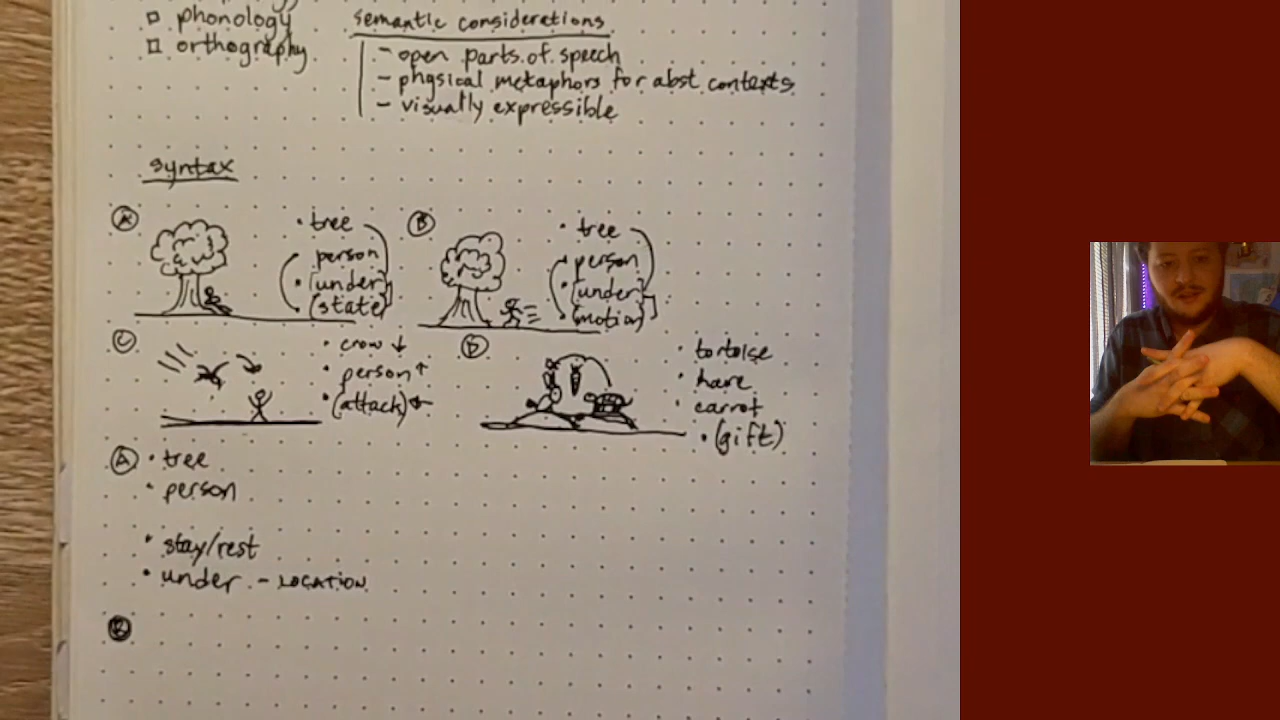 phonology
orthography
semantic considerations
- open parts of speech
- physical metaphors for abst contexts
- visually expressible
syntax
A
• tree
person
• (under)
• (state)
B
• tree
person
• (under)
(motion)
C
• crow ↓
• person ↑
• (attack)
D
• tortoise
• hare
• carrot
• (gift)
A • tree
• person
• stay/rest
• under - LOCATION